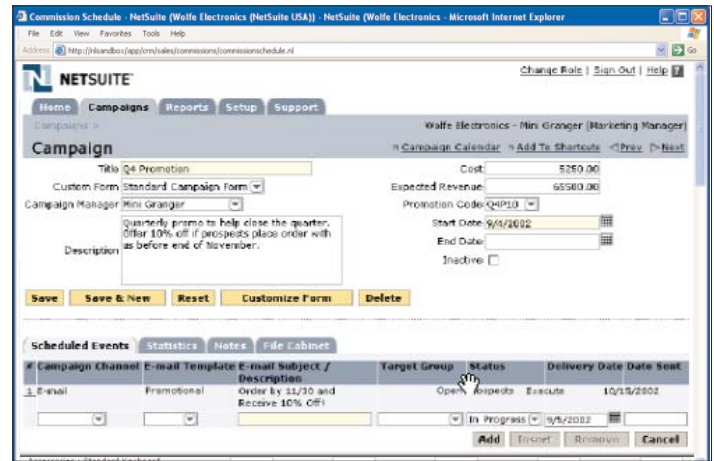 Commission Schedule - NetSuite (Wolfe Electronics (NetSuite USA)) - NetSuite (Wolfe Electronics - Microsoft Internet Explorer
File Edit View Favorites Tools Help
Address http://nlsandbox/app/crm/sales/commissions/commissionschedule.nl Go
N NETSUITE
Change Role | Sign Out | Help
Home Campaigns Reports Setup Support
Campaigns > Wolfe Electronics - Mini Granger (Marketing Manager)
Campaign Campaign Calendar Add To Shortcuts Prev Next
Title Q4 Promotion Cost 5250.00
Custom Form Standard Campaign Form Expected Revenue 65500.00
Campaign Manager Mini Granger Promotion Code Q4P10
Description Quarterly promo to help close the quarter. Start Date 9/4/2002
Offer 10% off if prospects place order with End Date
us before end of November. Inactive
Save Save & New Reset Customize Form Delete
Scheduled Events Statistics Notes File Cabinet
# Campaign Channel E-mail Template E-mail Subject / Target Group Status Delivery Date Date Sent
Description
1 E-mail Promotional Order by 11/30 and Open Execute 10/15/2002
Receive 10% Off!
In Progress 9/5/2002
Add Insert Remove Cancel